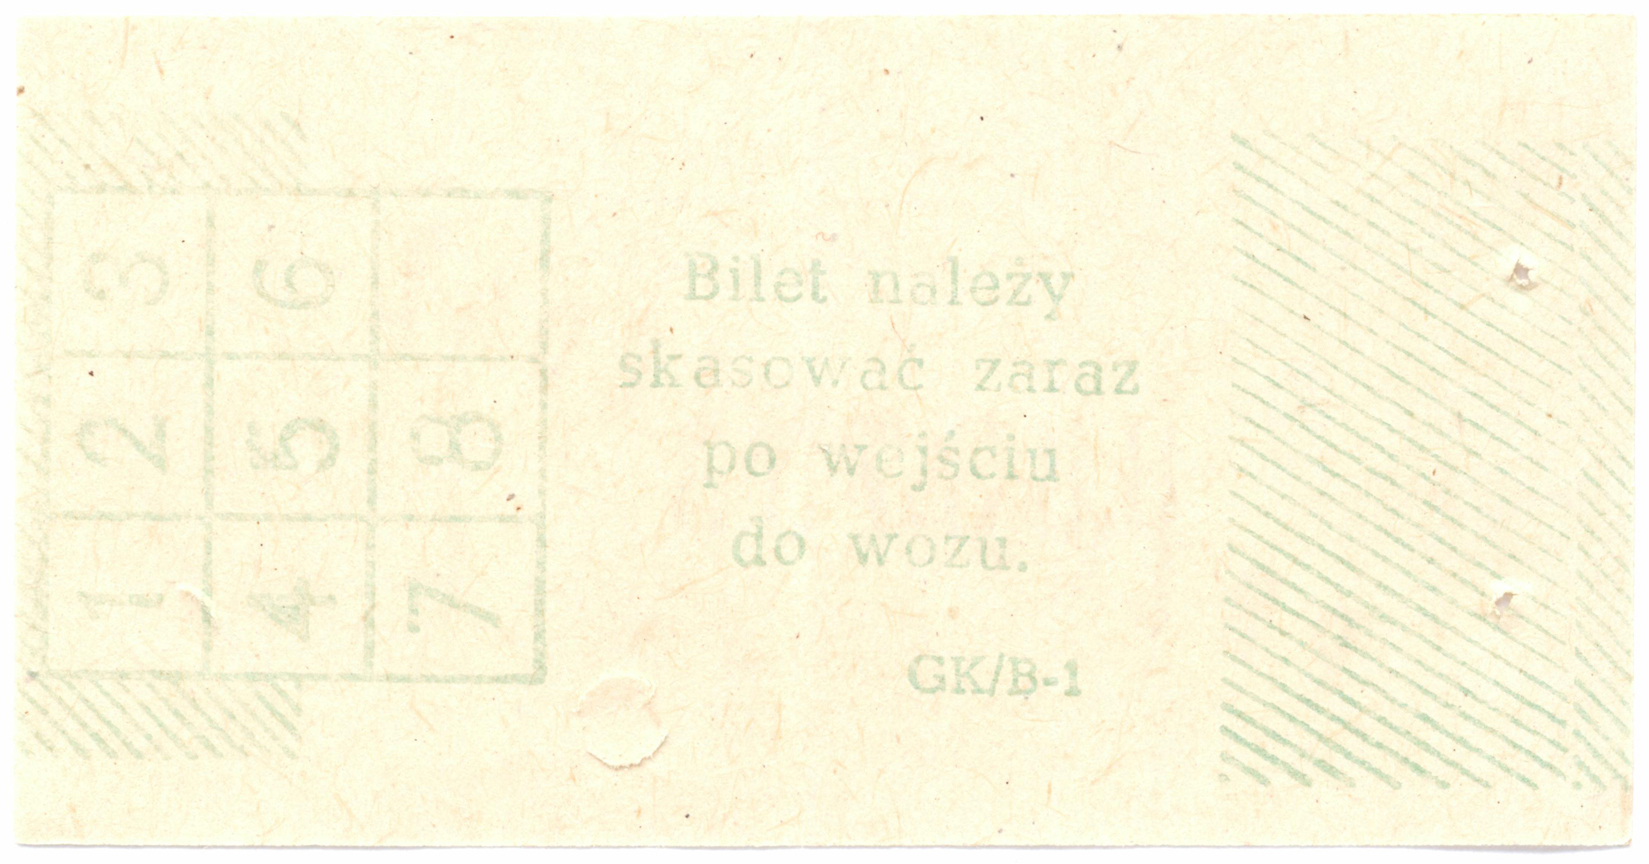 3 6
2 5 8
1 4 7
Bilet należy
skasować zaraz
po wejściu
do wozu.
GK/B-1